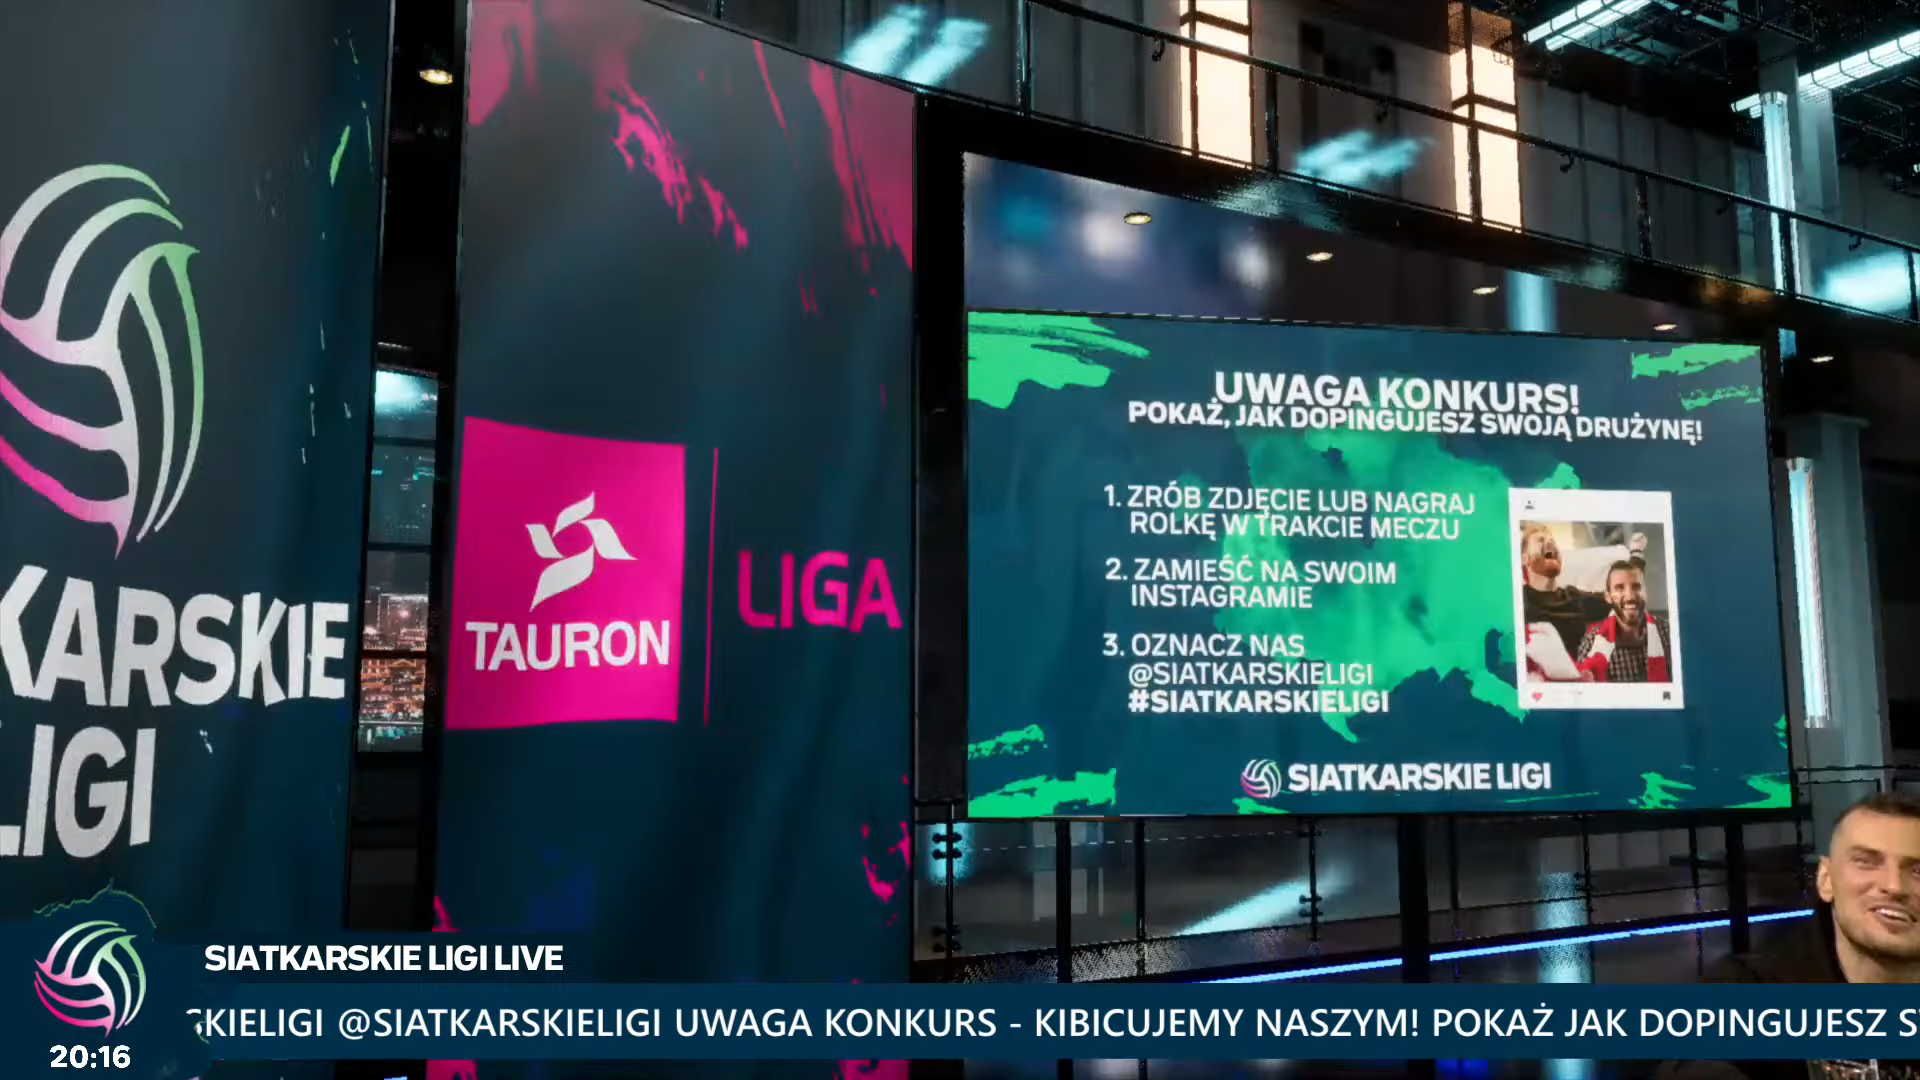 KARSKIE
LIGI
TAURON
LIGA
UWAGA KONKURS!
POKAŻ, JAK DOPINGUJESZ SWOJĄ DRUŻYNĘ!
1. ZRÓB ZDJĘCIE LUB NAGRAJ
ROLKĘ W TRAKCIE MECZU
2. ZAMIEŚĆ NA SWOIM
INSTAGRAMIE
3. OZNACZ NAS
@SIATKARSKIELIGI
#SIATKARSKIELIGI
SIATKARSKIE LIGI
SIATKARSKIE LIGI LIVE
SKIELIGI @SIATKARSKIELIGI UWAGA KONKURS - KIBICUJEMY NASZYM! POKAŻ JAK DOPINGUJESZ S
20:16